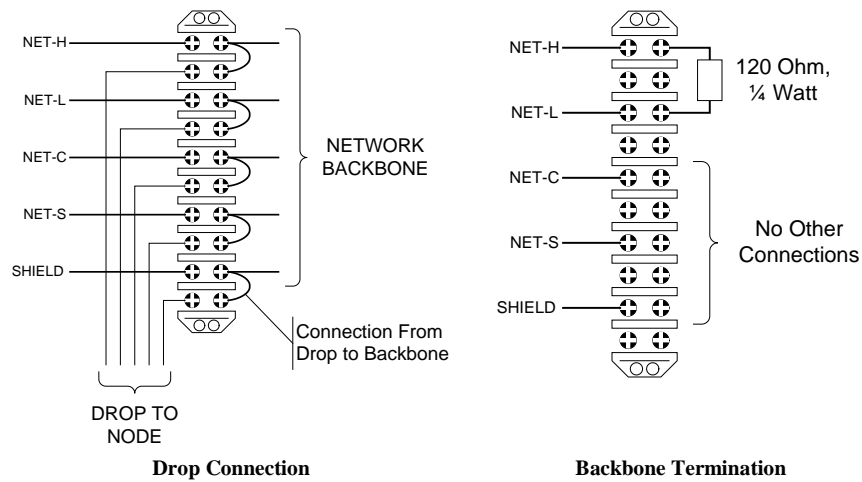 NET-H
NET-L
NET-C
NET-S
SHIELD
NETWORK
BACKBONE
Connection From
Drop to Backbone
DROP TO
NODE
Drop Connection
NET-H
NET-L
NET-C
NET-S
SHIELD
120 Ohm,
¼ Watt
No Other
Connections
Backbone Termination